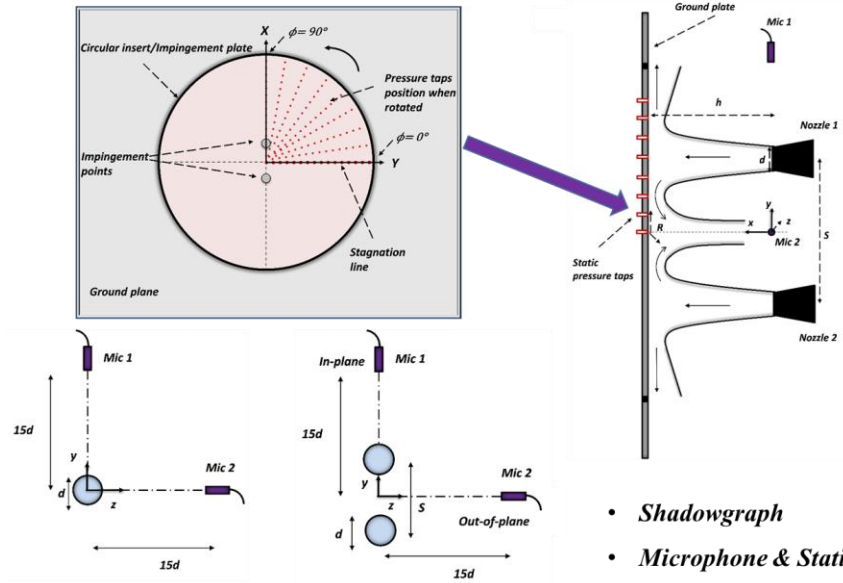 Circular insert/Impingement plate
X
ϕ= 90°
Pressure taps
position when
rotated
ϕ= 0°
Y
Impingement
points
Stagnation
line
Ground plane
Ground plate
Mic 1
h
Nozzle 1
d
y
x
z
R
S
Mic 2
Static
pressure taps
Nozzle 2
Mic 1
15d
y
Mic 2
d
z
15d
In-plane
Mic 1
15d
y
Mic 2
z
S
Out-of-plane
d
15d
• Shadowgraph
• Microphone & Stati